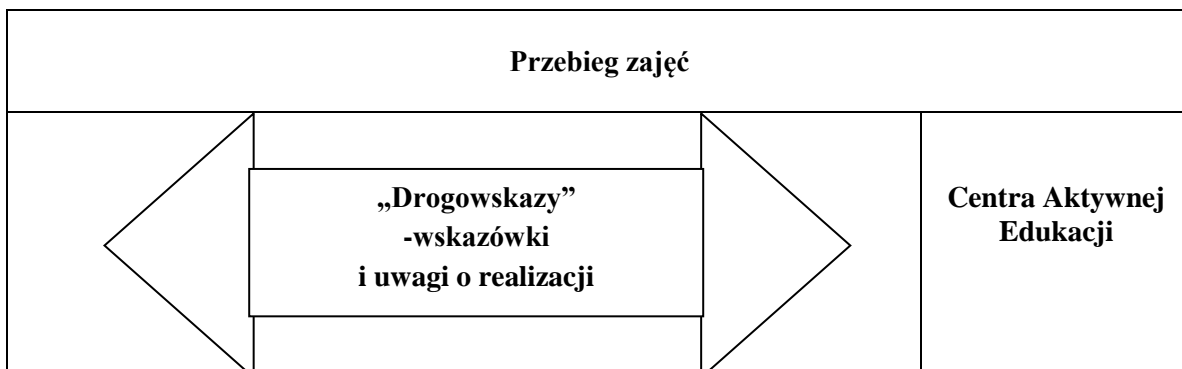 Przebieg zajęć
„Drogowskazy”
-wskazówki
i uwagi o realizacji
Centra Aktywnej
Edukacji